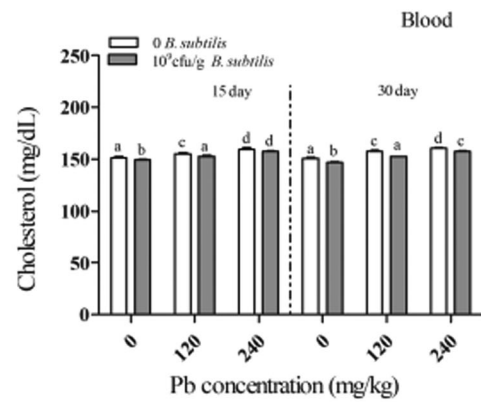 Blood
0 B. subtilis
10⁹cfu/g B. subtilis
15 day
30 day
Cholesterol (mg/dL)
250
200
150
100
50
0
a b c a d d a b c a d c
0 120 240 0 120 240
Pb concentration (mg/kg)